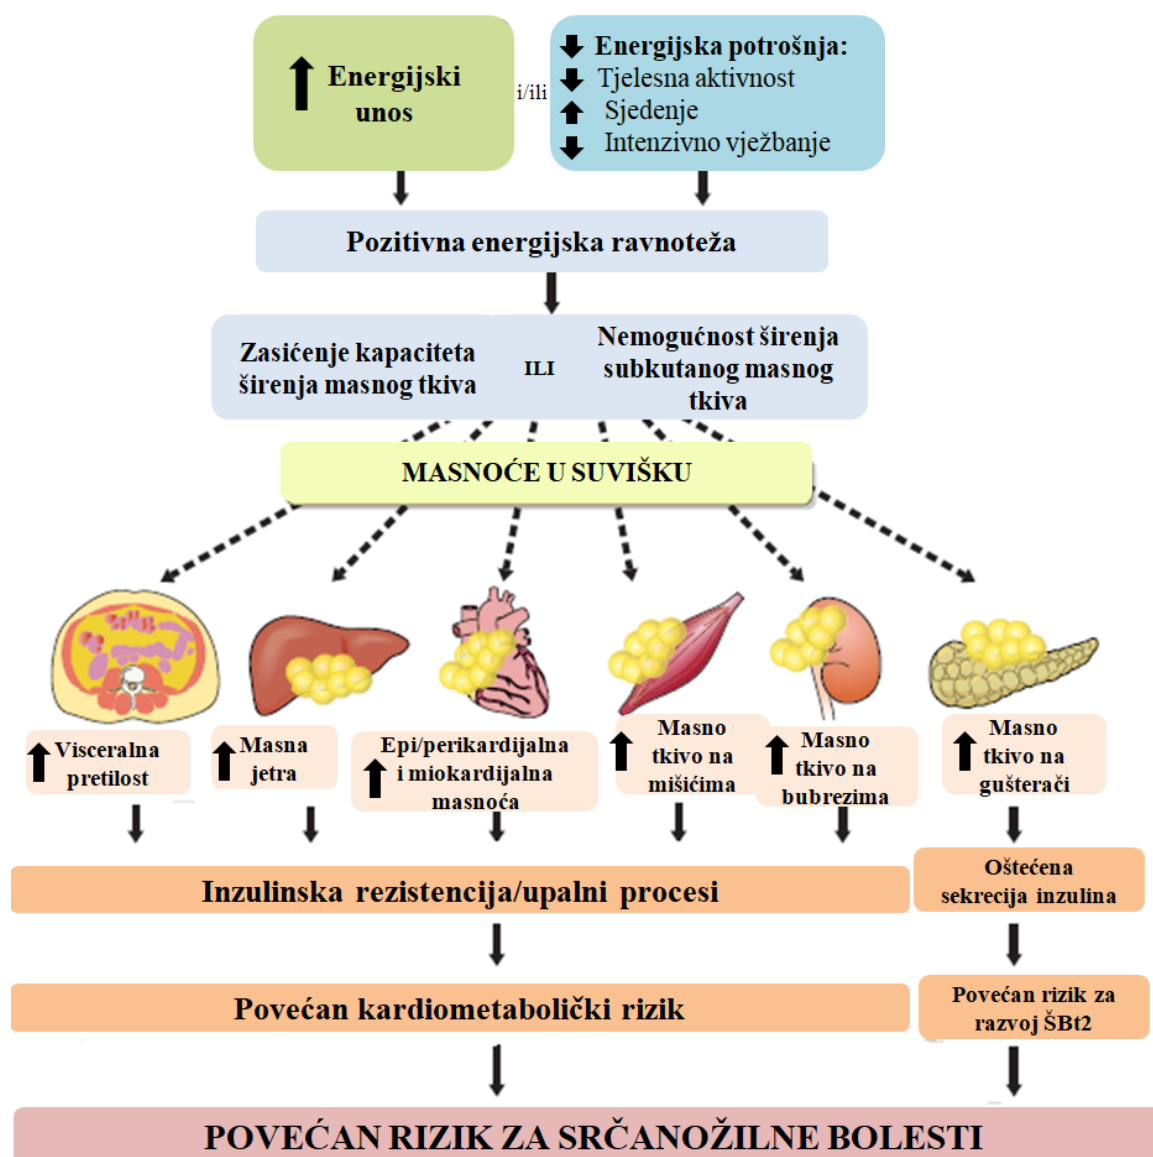 Energijski
unos
i/ili
Energijska potrošnja:
Tjelesna aktivnost
Sjedenje
Intenzivno vježbanje
Pozitivna energijska ravnoteža
Zasićenje kapaciteta
širenja masnog tkiva
ILI
Nemogućnost širenja
subkutanog masnog
tkiva
MASNOĆE U SUVIŠKU
Visceralna
pretilost
Masna
jetra
Epi/perikardijalna
i miokardijalna
masnoća
Masno
tkivo na
mišićima
Masno
tkivo na
bubrezima
Masno
tkivo na
gušterači
Inzulinska rezistencija/upalni procesi
Oštećena
sekrecija inzulina
Povećan kardiometabolički rizik
Povećan rizik za
razvoj ŠBt2
POVEĆAN RIZIK ZA SRČANOŽILNE BOLESTI